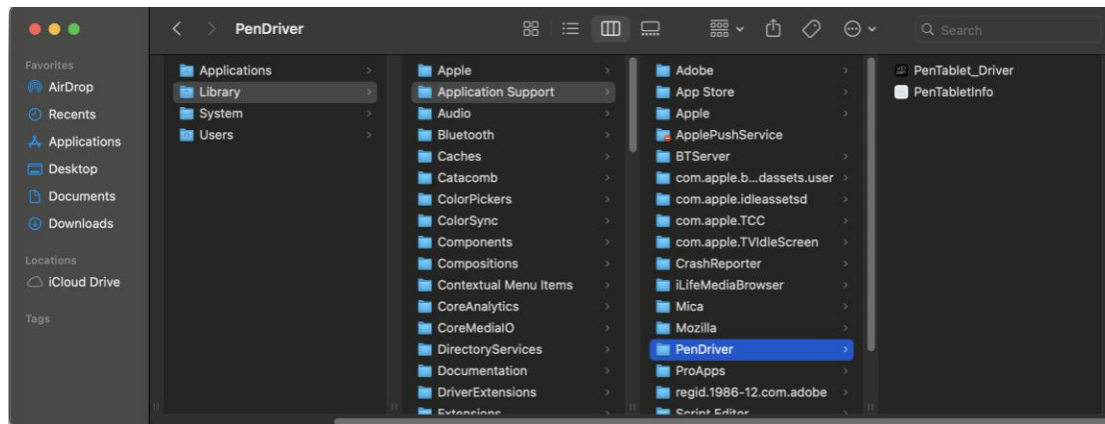 PenDriver
Search
Favorites
AirDrop
Recents
Applications
Desktop
Documents
Downloads
Locations
iCloud Drive
Tags
Applications
Library
System
Users
Apple
Application Support
Audio
Bluetooth
Caches
Catacomb
ColorPickers
ColorSync
Components
Compositions
Contextual Menu Items
CoreAnalytics
CoreMediaIO
DirectoryServices
Documentation
DriverExtensions
Extensions
Adobe
App Store
Apple
ApplePushService
BTServer
com.apple.b...dassets.user
com.apple.idleassetsd
com.apple.TCC
com.apple.TVIdleScreen
CrashReporter
iLifeMediaBrowser
Mica
Mozilla
PenDriver
ProApps
regid.1986-12.com.adobe
Script Editor
PenTablet_Driver
PenTabletInfo